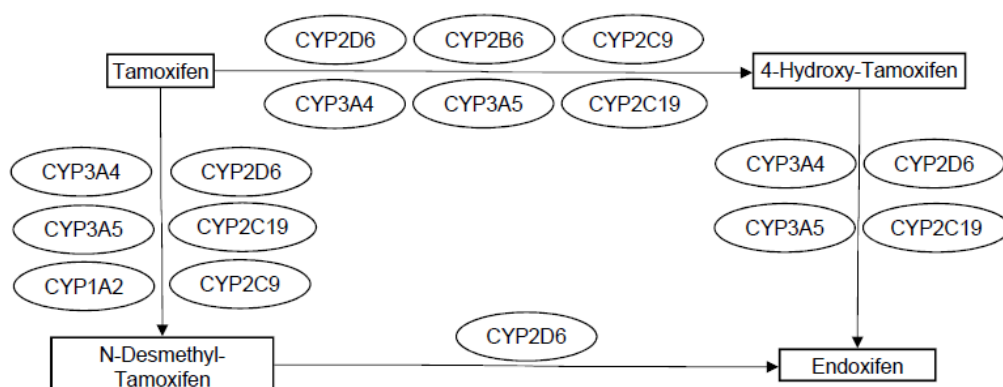 CYP2D6 CYP2B6 CYP2C9
Tamoxifen 4-Hydroxy-Tamoxifen
CYP3A4 CYP3A5 CYP2C19
CYP3A4 CYP2D6 CYP3A4 CYP2D6
CYP3A5 CYP2C19 CYP3A5 CYP2C19
CYP1A2 CYP2C9
CYP2D6
N-Desmethyl-
Tamoxifen
Endoxifen